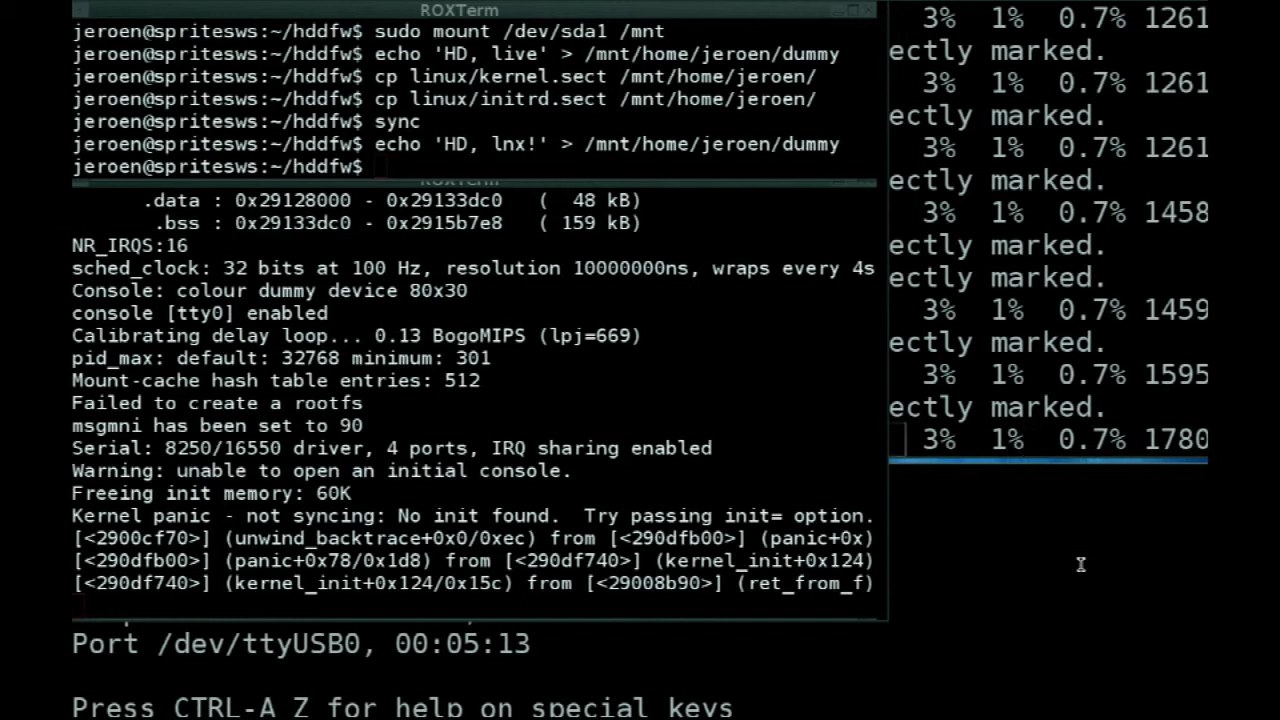 ROXTerm
jeroen@spritesws:~/hddfw$ sudo mount /dev/sda1 /mnt
jeroen@spritesws:~/hddfw$ echo 'HD, live' > /mnt/home/jeroen/dummy
jeroen@spritesws:~/hddfw$ cp linux/kernel.sect /mnt/home/jeroen/
jeroen@spritesws:~/hddfw$ cp linux/initrd.sect /mnt/home/jeroen/
jeroen@spritesws:~/hddfw$ sync
jeroen@spritesws:~/hddfw$ echo 'HD, lnx!' > /mnt/home/jeroen/dummy
jeroen@spritesws:~/hddfw$
ROXTerm
.data : 0x29128000 - 0x29133dc0 ( 48 kB)
.bss : 0x29133dc0 - 0x2915b7e8 ( 159 kB)
NR_IRQS:16
sched_clock: 32 bits at 100 Hz, resolution 10000000ns, wraps every 4s
Console: colour dummy device 80x30
console [tty0] enabled
Calibrating delay loop... 0.13 BogoMIPS (lpj=669)
pid_max: default: 32768 minimum: 301
Mount-cache hash table entries: 512
Failed to create a rootfs
msgmni has been set to 90
Serial: 8250/16550 driver, 4 ports, IRQ sharing enabled
Warning: unable to open an initial console.
Freeing init memory: 60K
Kernel panic - not syncing: No init found.  Try passing init= option.
[<2900cf70>] (unwind_backtrace+0x0/0xec) from [<290dfb00>] (panic+0x)
[<290dfb00>] (panic+0x78/0x1d8) from [<290df740>] (kernel_init+0x124)
[<290df740>] (kernel_init+0x124/0x15c) from [<29008b90>] (ret_from_f)
Port /dev/ttyUSB0, 00:05:13
Press CTRL-A Z for help on special keys
3% 1% 0.7% 1261
ectly marked.
3% 1% 0.7% 1261
ectly marked.
3% 1% 0.7% 1261
ectly marked.
3% 1% 0.7% 1458
ectly marked.
ectly marked.
3% 1% 0.7% 1459
ectly marked.
3% 1% 0.7% 1595
ectly marked.
3% 1% 0.7% 1780